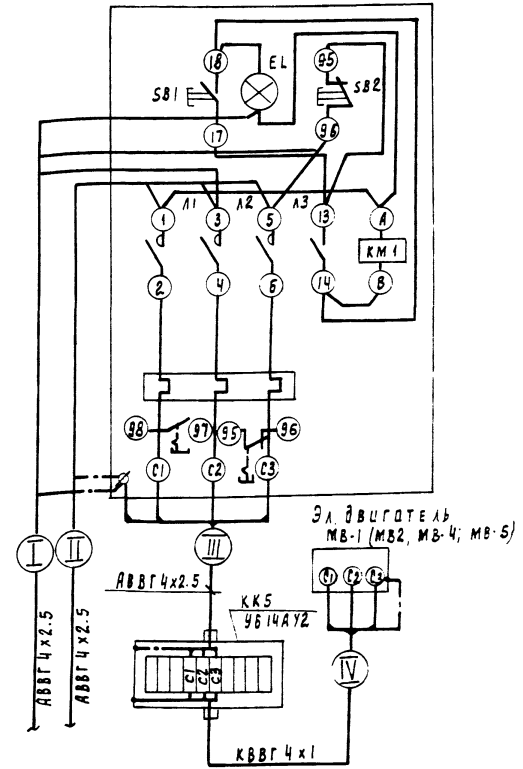 18
EL
95
SB1
SB2
17
96
Л1
Л2
Л3
1
3
5
13
А
КМ1
2
4
6
14
В
98
97
95
96
С1
С2
С3
Эл. двигатель
МВ-1 (МВ2, МВ-4; МВ-5)
I
II
III
С1
С2
С3
АВВГ 4х2.5
КК5
У614АУ2
IV
АВВГ 4х2.5
АВВГ 4х2.5
С1
С2
С3
КВВГ 4х1